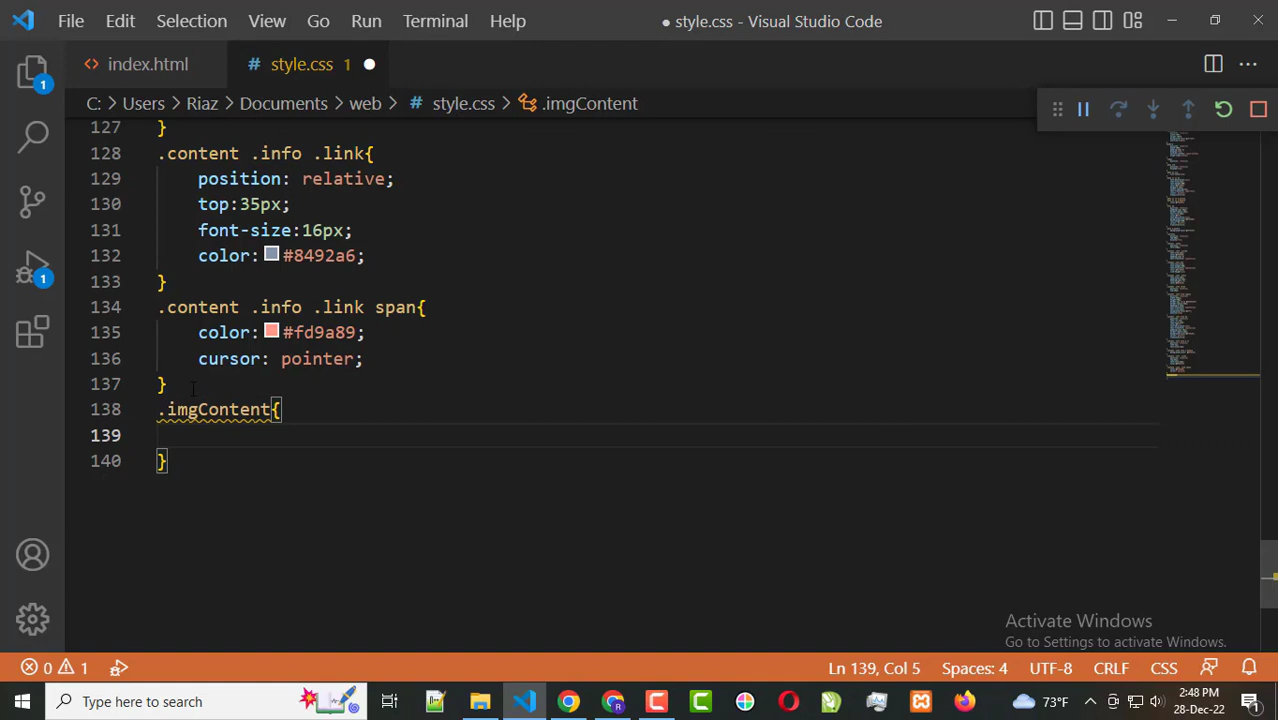 File Edit Selection View Go Run Terminal Help ● style.css - Visual Studio Code
<> index.html # style.css 1 ●
C: > Users > Riaz > Documents > web > # style.css > .imgContent
127 }
128 .content .info .link{
129 position: relative;
130 top:35px;
131 font-size:16px;
132 color: #8492a6;
133 }
134 .content .info .link span{
135 color: #fd9a89;
136 cursor: pointer;
137 }
138 .imgContent{
139
140 }
1
1
Activate Windows
Go to Settings to activate Windows.
0 1 Ln 139, Col 5 Spaces: 4 UTF-8 CRLF CSS
Type here to search 73°F 2:48 PM
28-Dec-22 1